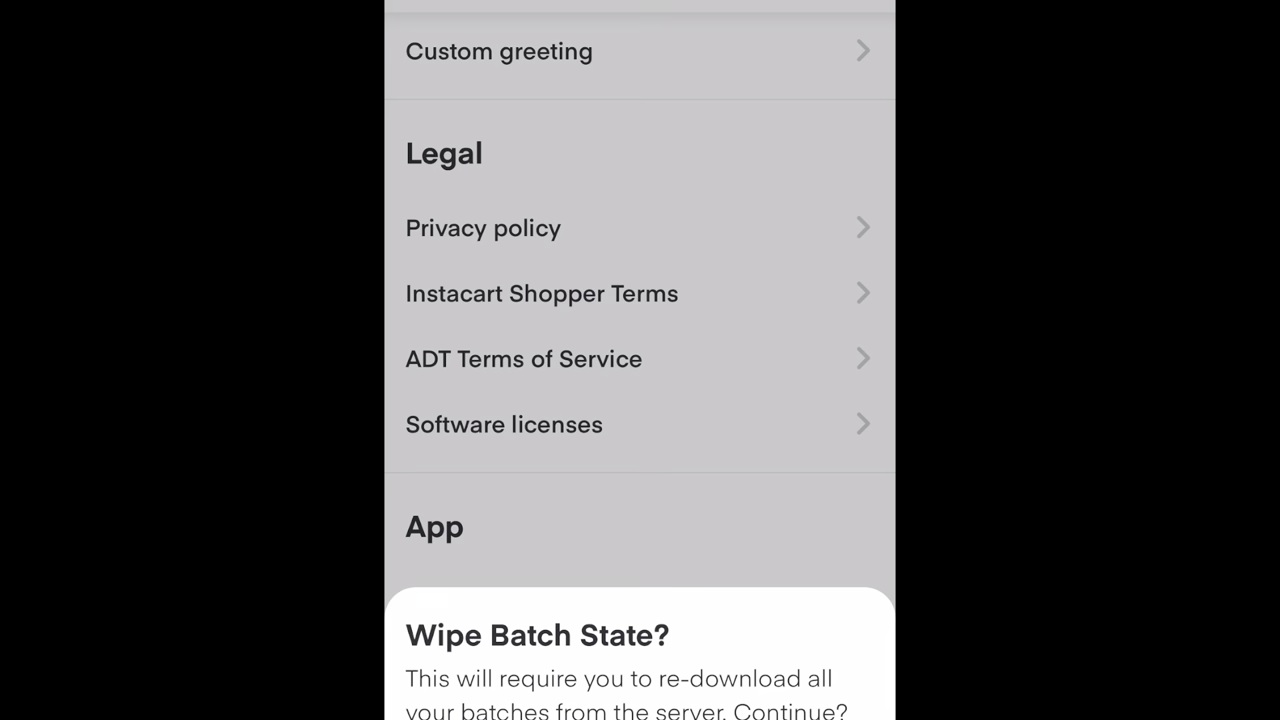 Custom greeting
Legal
Privacy policy
Instacart Shopper Terms
ADT Terms of Service
Software licenses
App
Wipe Batch State?
This will require you to re-download all
your batches from the server. Continue?